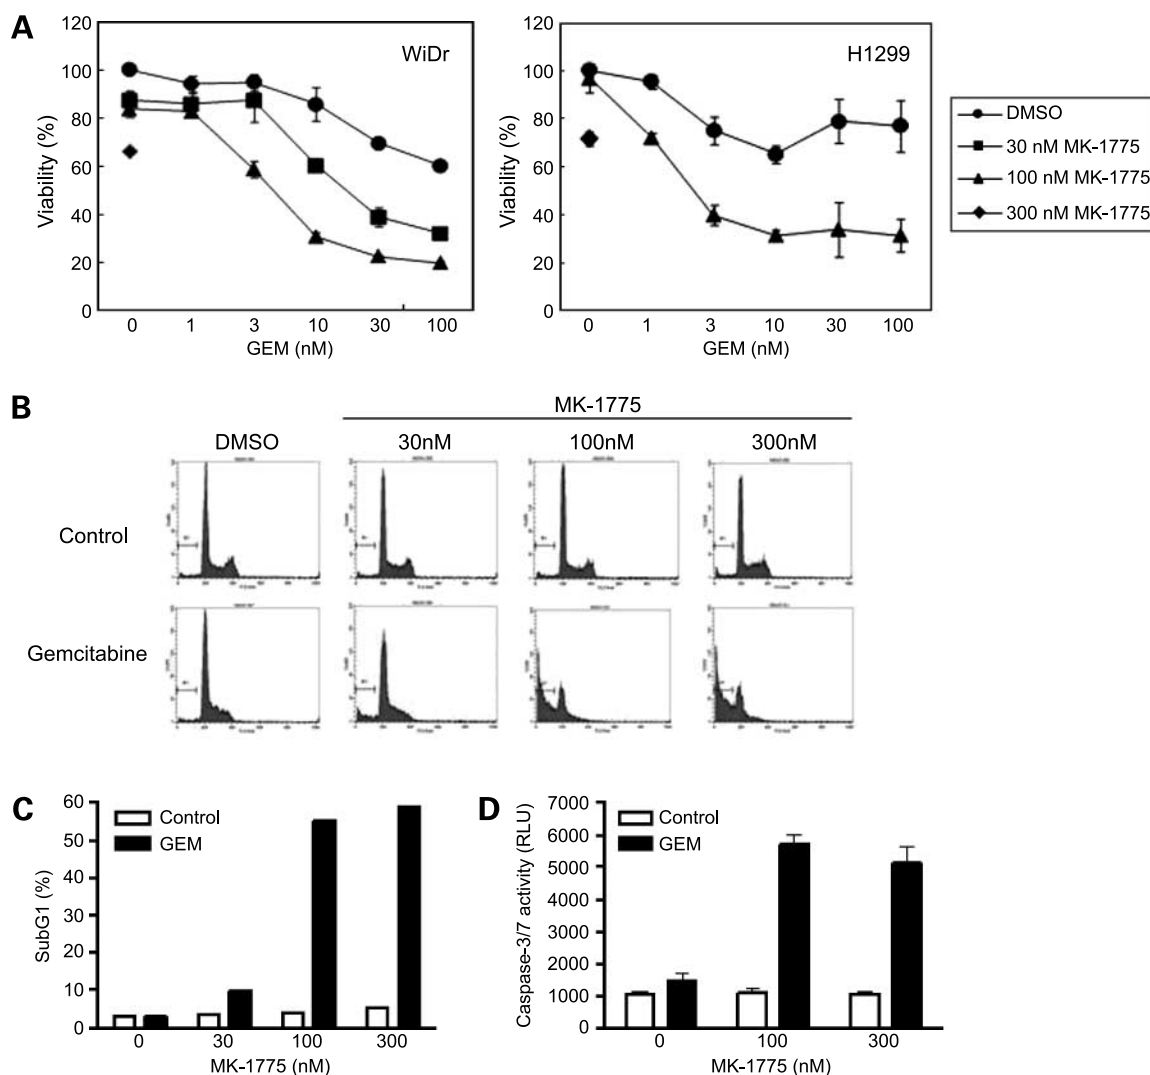 A
120
100
80
60
40
20
0
Viability (%)
WiDr
0 1 3 10 30 100
GEM (nM)
120
100
80
60
40
20
0
Viability (%)
H1299
0 1 3 10 30 100
GEM (nM)
DMSO
30 nM MK-1775
100 nM MK-1775
300 nM MK-1775
B
MK-1775
DMSO 30nM 100nM 300nM
Control
Gemcitabine
C
60
50
40
30
20
10
0
SubG1 (%)
Control
GEM
0 30 100 300
MK-1775 (nM)
D
7000
6000
5000
4000
3000
2000
1000
0
Caspase-3/7 activity (RLU)
Control
GEM
0 100 300
MK-1775 (nM)